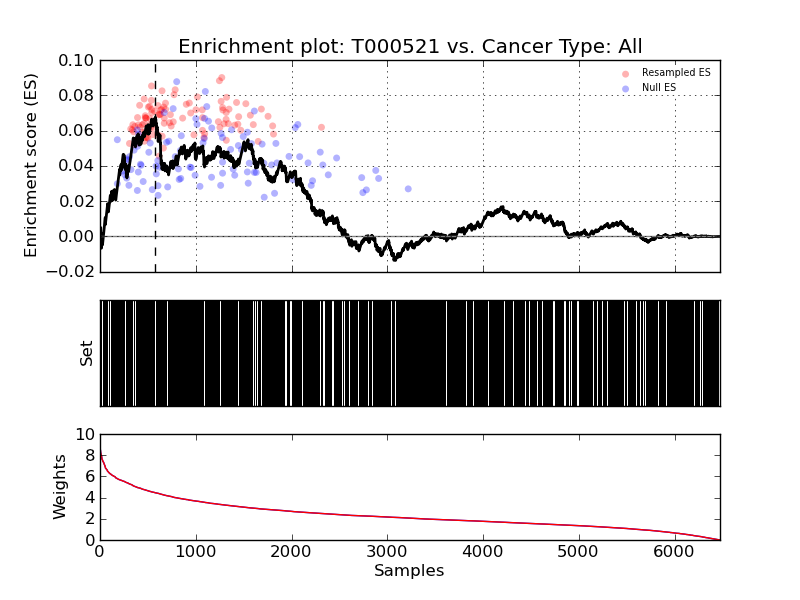 Enrichment plot: T000521 vs. Cancer Type: All
Enrichment score (ES)
0.10
0.08
0.06
0.04
0.02
0.00
−0.02
Resampled ES
Null ES
Set
Weights
10
8
6
4
2
0
0 1000 2000 3000 4000 5000 6000
Samples